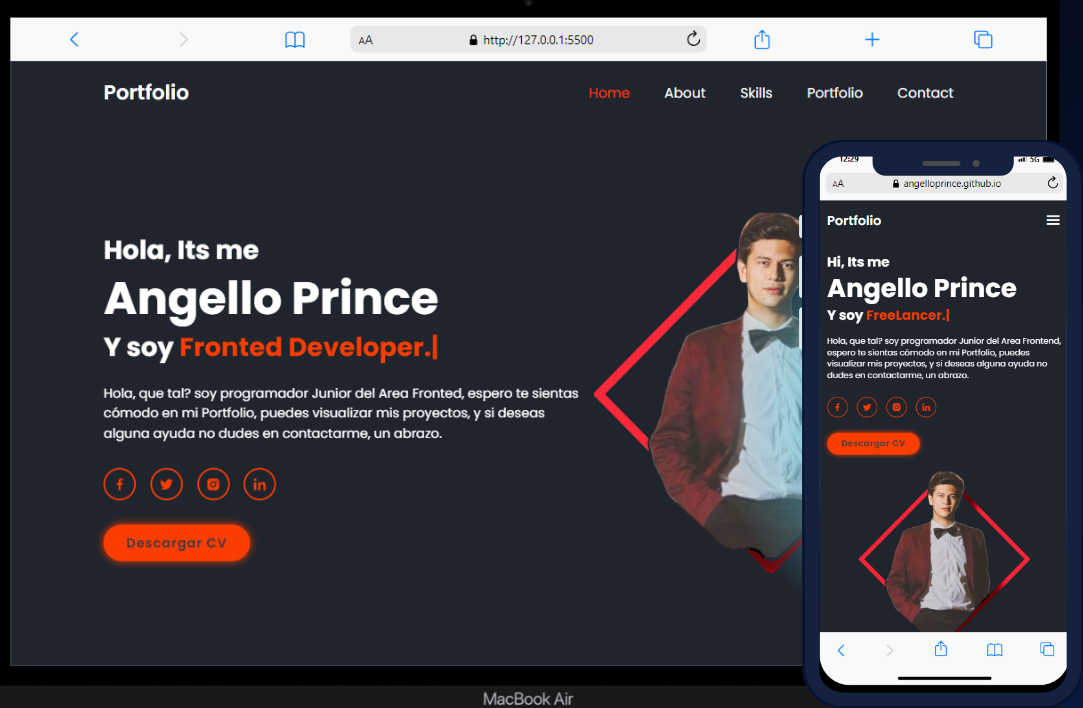 AA http://127.0.0.1:5500
Portfolio
Home About Skills Portfolio Contact
Hola, Its me
Angello Prince
Y soy Fronted Developer.|
Hola, que tal? soy programador Junior del Area Fronted, espero te sientas
cómodo en mi Portfolio, puedes visualizar mis proyectos, y si deseas
alguna ayuda no dudes en contactarme, un abrazo.
Descargar CV
MacBook Air
12:29 5G
AA angelloprince.github.io
Portfolio
Hi, Its me
Angello Prince
Y soy FreeLancer.|
Hola, que tal? soy programador Junior del Area Frontend,
espero te sientas cómodo en mi Portfolio, puedes
visualizar mis proyectos, y si deseas alguna ayuda no
dudes en contactarme, un abrazo.
Descargar CV